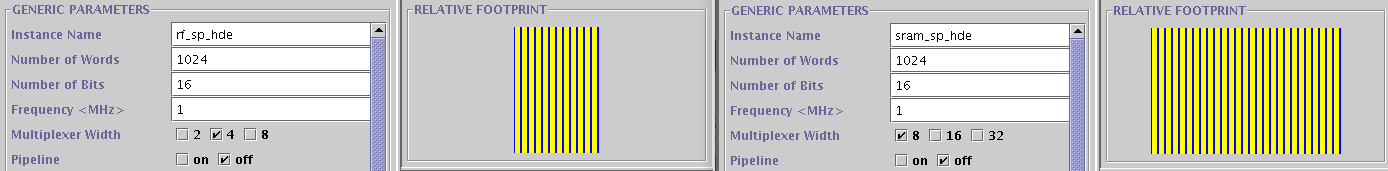 GENERIC PARAMETERS
Instance Name rf_sp_hde
Number of Words 1024
Number of Bits 16
Frequency <MHz> 1
Multiplexer Width 2 4 8
Pipeline on off
RELATIVE FOOTPRINT
GENERIC PARAMETERS
Instance Name sram_sp_hde
Number of Words 1024
Number of Bits 16
Frequency <MHz> 1
Multiplexer Width 8 16 32
Pipeline on off
RELATIVE FOOTPRINT